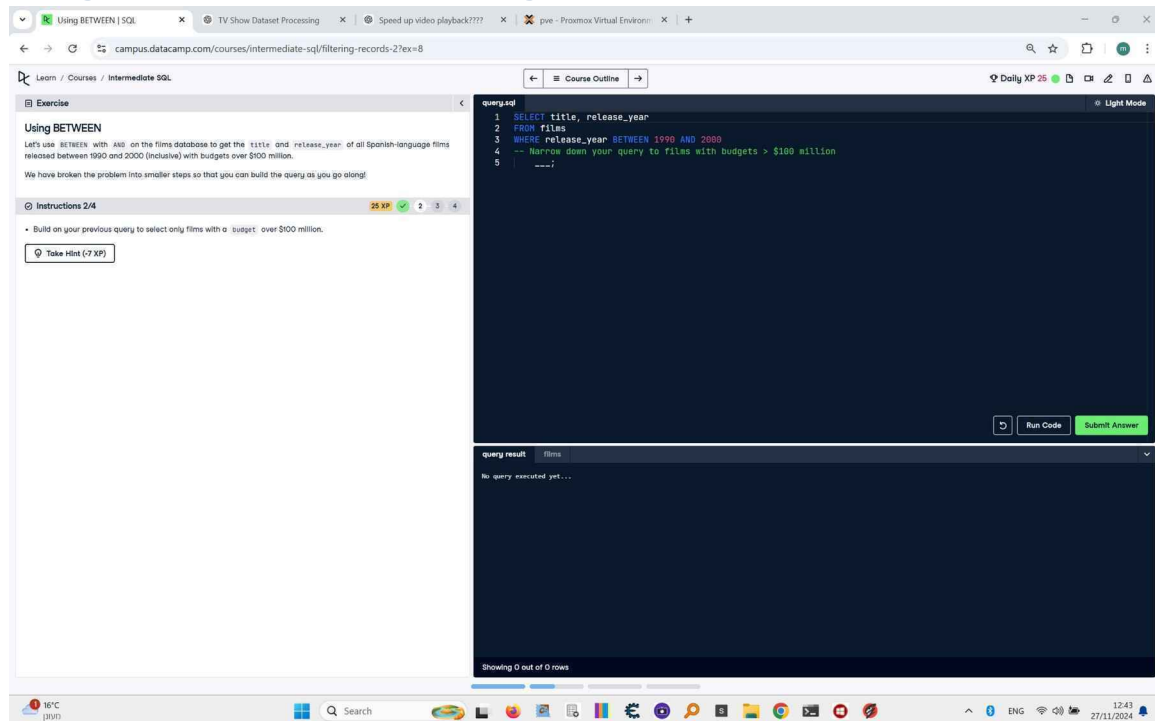 Using BETWEEN | SQL
TV Show Dataset Processing
Speed up video playback????
pve - Proxmox Virtual Environm
campus.datacamp.com/courses/intermediate-sql/filtering-records-2?ex=8
Learn / Courses / Intermediate SQL
Course Outline
Daily XP 25
Exercise
Using BETWEEN
Let's use BETWEEN with AND on the films database to get the title and release_year of all Spanish-language films
released between 1990 and 2000 (inclusive) with budgets over $100 million.
We have broken the problem into smaller steps so that you can build the query as you go along!
Instructions 2/4
25 XP
2
3
4
Build on your previous query to select only films with a budget over $100 million.
Take Hint (-7 XP)
query.sql
Light Mode
1 SELECT title, release_year
2 FROM films
3 WHERE release_year BETWEEN 1990 AND 2000
4 -- Narrow down your query to films with budgets > $100 million
5 ___;
Run Code
Submit Answer
query result
films
No query executed yet...
Showing 0 out of 0 rows
1
16°C
Search
ENG
12:43
27/11/2024